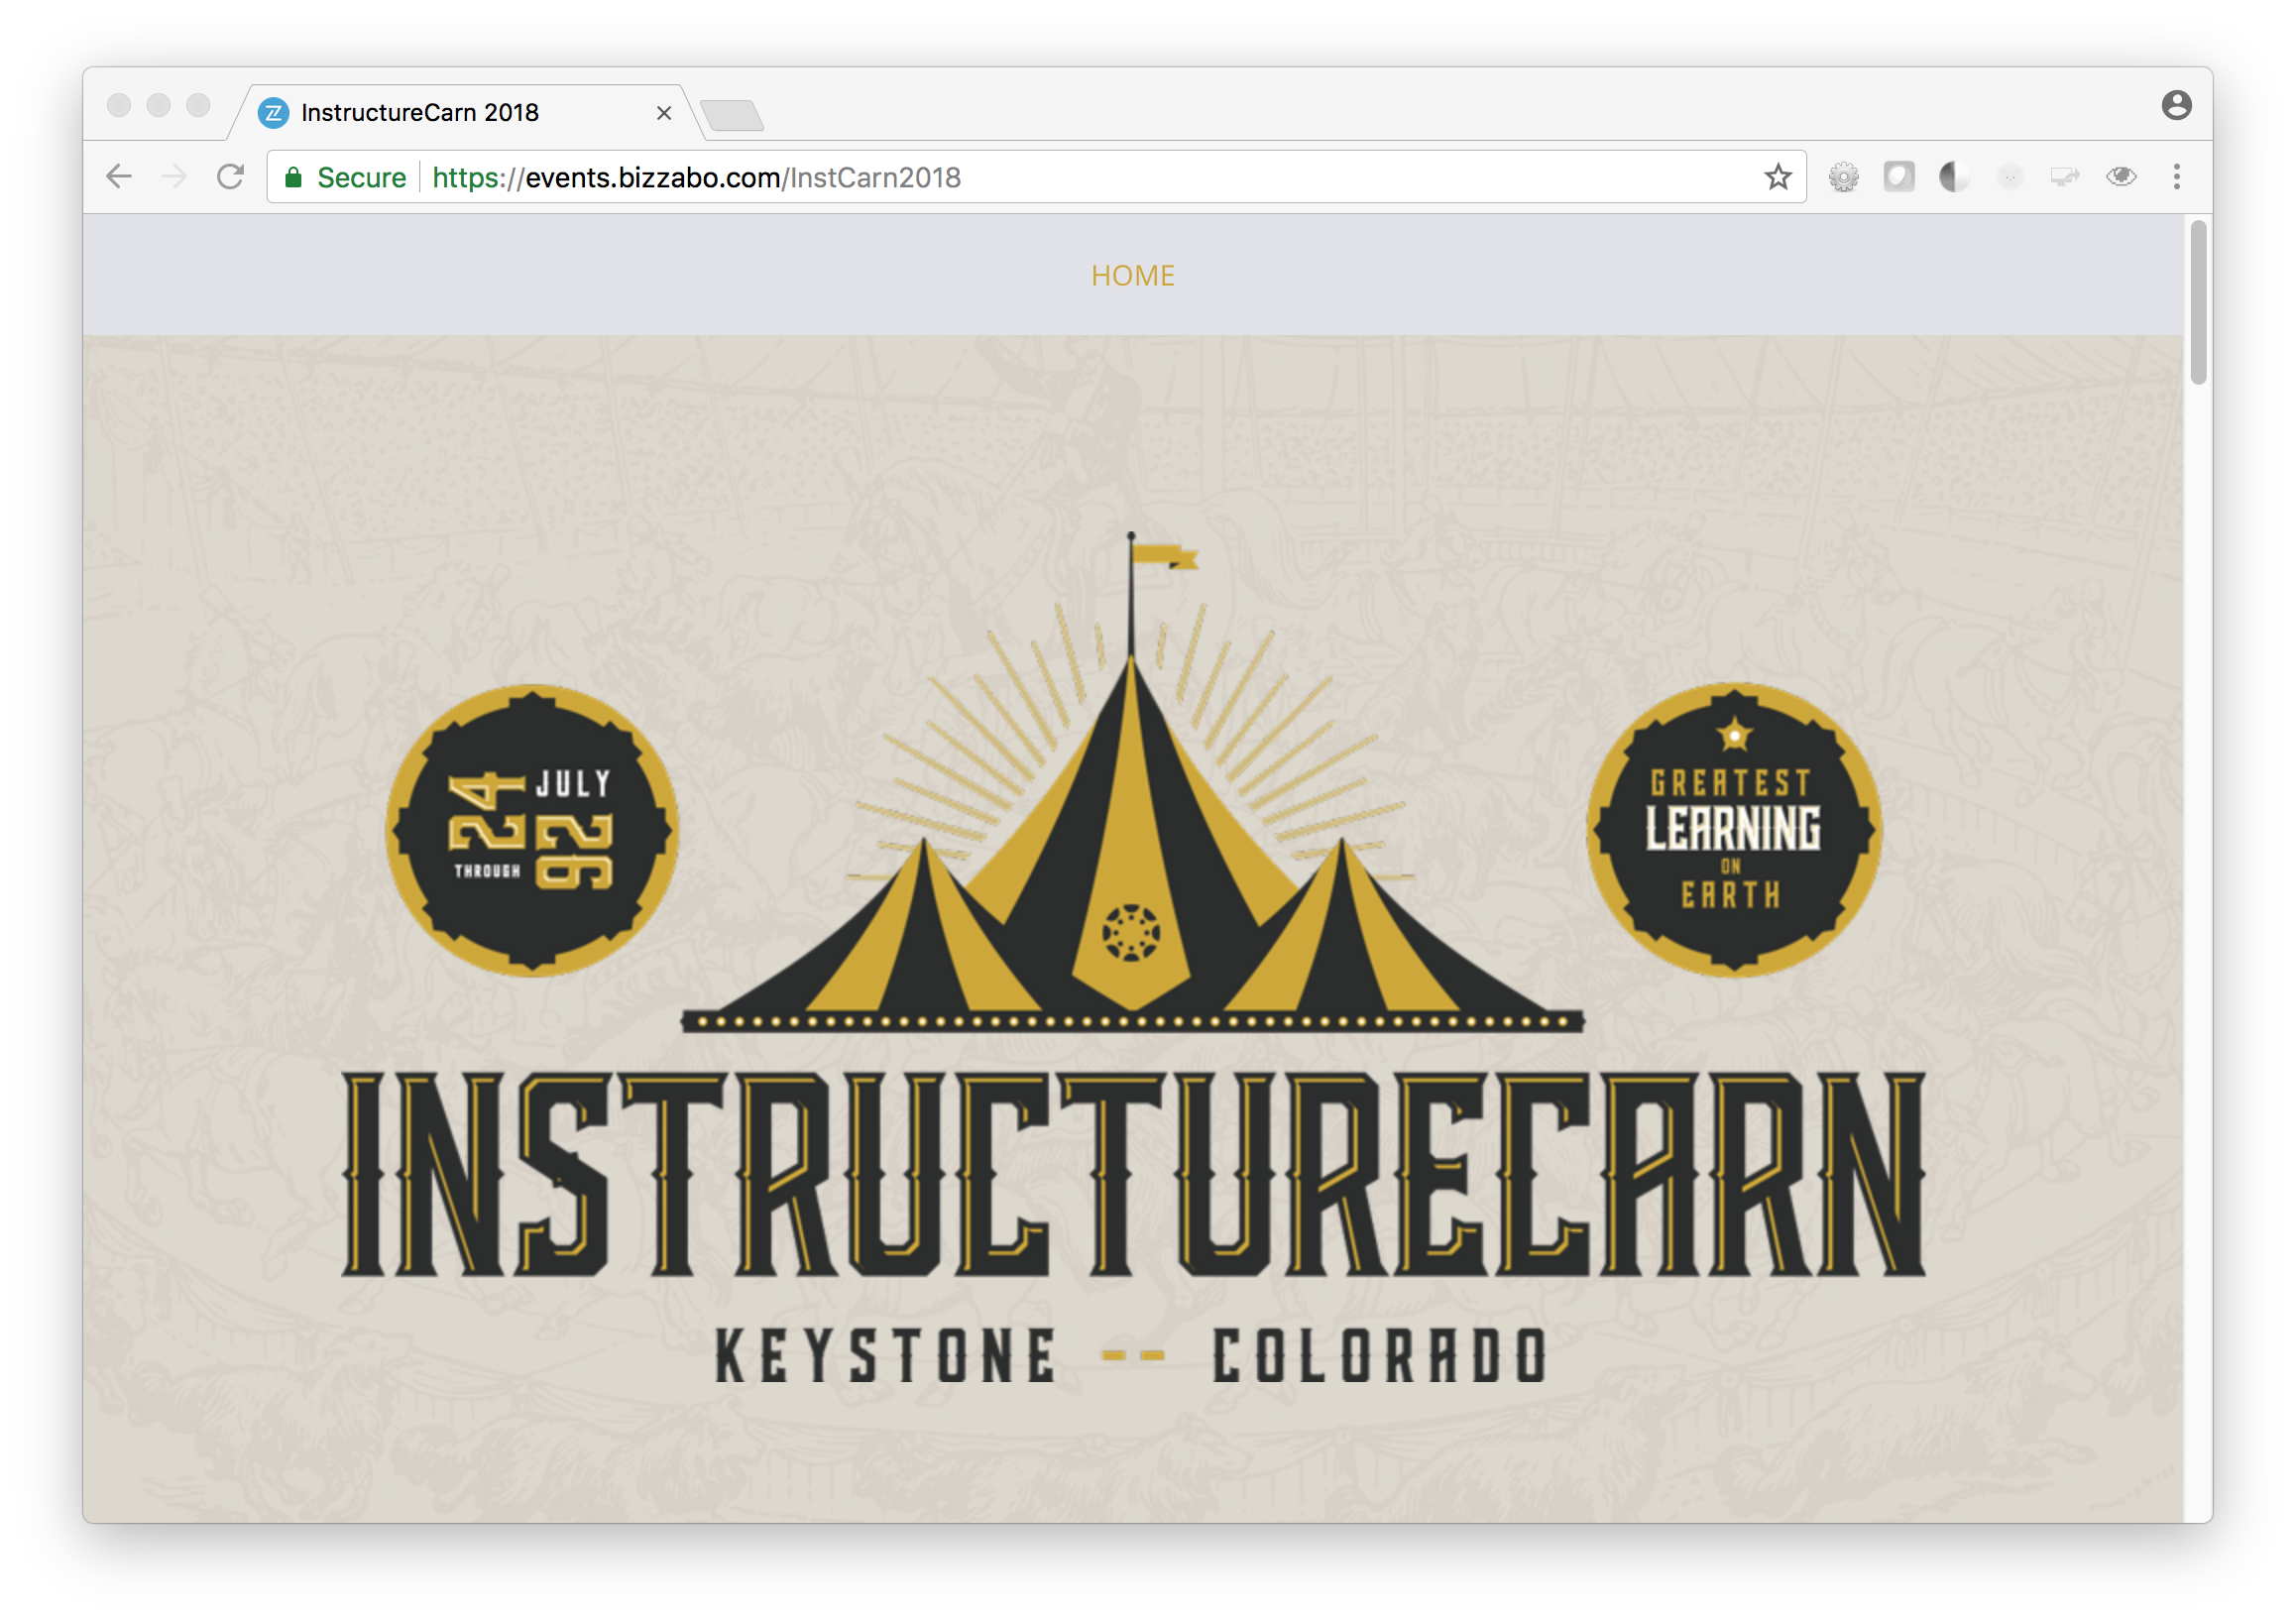 InstructureCarn 2018
Secure https://events.bizzabo.com/InstCarn2018
HOME
24
JULY
THROUGH
26
GREATEST
LEARNING
ON
EARTH
INSTRUCTURECARN
KEYSTONE -- COLORADO